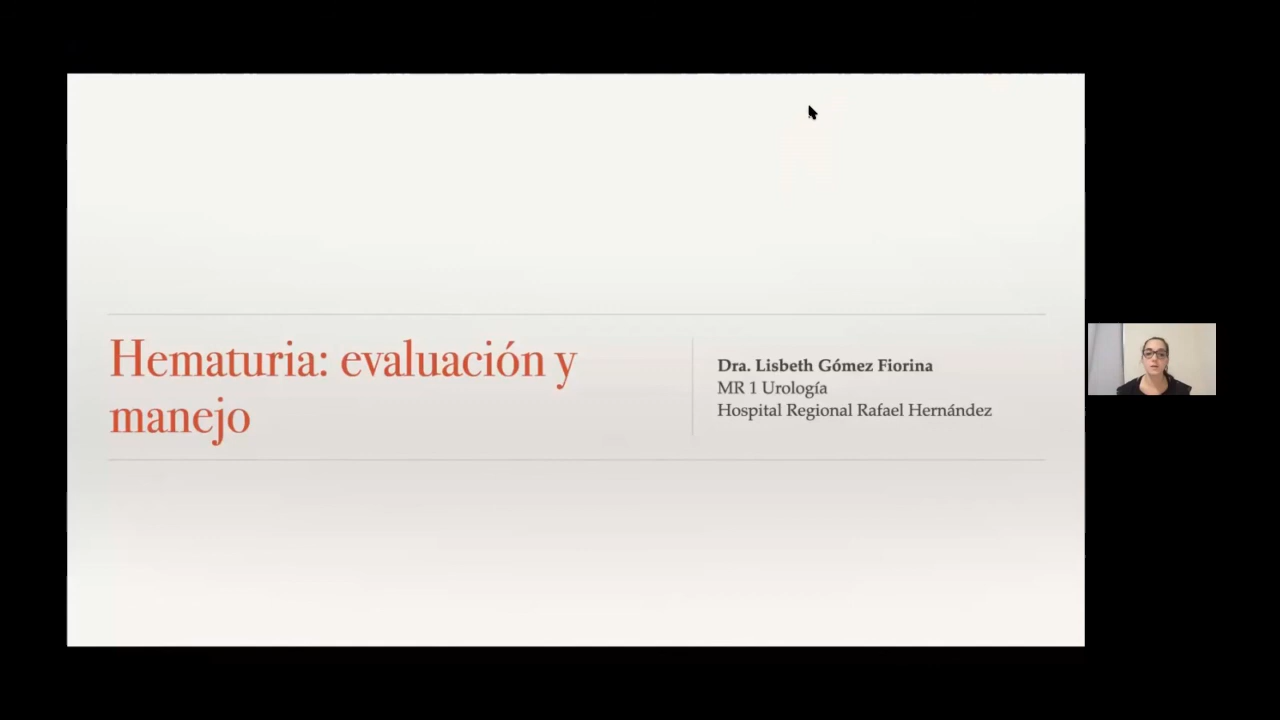 Hematuria: evaluación y
manejo
Dra. Lisbeth Gómez Fiorina
MR 1 Urología
Hospital Regional Rafael Hernández